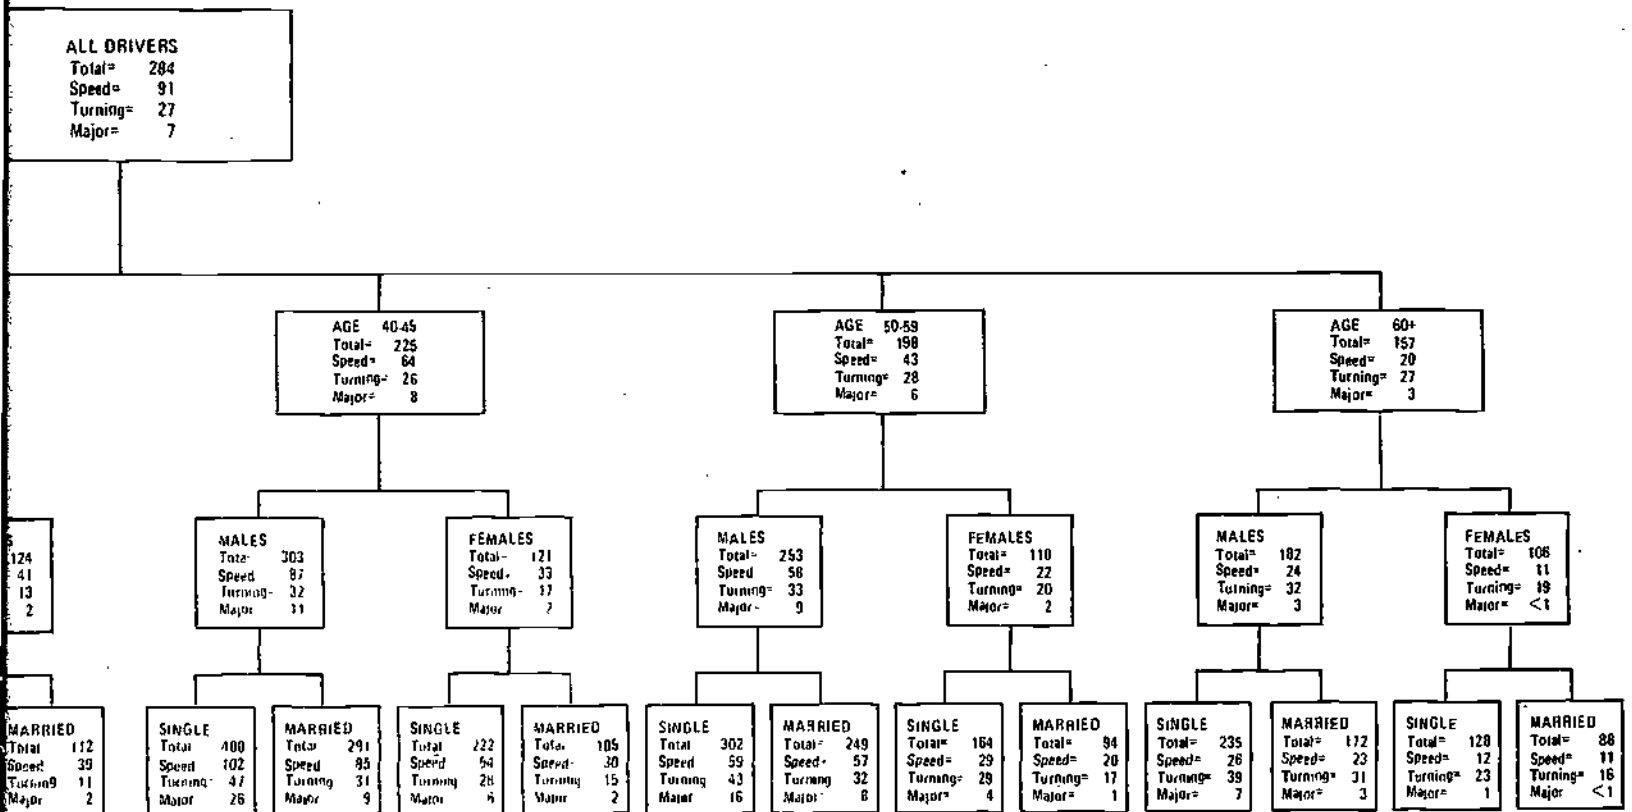 ALL DRIVERS
Total= 284
Speed= 91
Turning= 27
Major= 7
AGE 40-45
Total= 225
Speed= 64
Turning= 26
Major= 8
AGE 50-59
Total= 198
Speed= 43
Turning= 28
Major= 6
AGE 60+
Total= 157
Speed= 20
Turning= 27
Major= 3
124
41
13
2
MALES
Total 303
Speed 87
Turning- 32
Major 11
FEMALES
Total- 121
Speed- 33
Turning- 17
Major 2
MALES
Total= 253
Speed 58
Turning= 33
Major- 9
FEMALES
Total= 110
Speed= 22
Turning= 20
Major= 2
MALES
Total= 182
Speed= 24
Turning= 32
Major= 3
FEMALES
Total= 106
Speed= 11
Turning= 19
Major= <1
MARRIED
Total 112
Speed 39
Turning 11
Major 2
SINGLE
Total 400
Speed 102
Turning- 47
Major 26
MARRIED
Total 291
Speed 85
Turning 31
Major 9
SINGLE
Total 222
Speed 54
Turning 28
Major 6
MARRIED
Total 105
Speed- 30
Turning 15
Major 2
SINGLE
Total 302
Speed 59
Turning 43
Major 16
MARRIED
Total= 249
Speed- 57
Turning 32
Major- 8
SINGLE
Total= 164
Speed= 29
Turning= 29
Major= 4
MARRIED
Total= 94
Speed= 20
Turning= 17
Major= 1
SINGLE
Total= 235
Speed= 26
Turning= 39
Major= 7
MARRIED
Total= 172
Speed= 23
Turning= 31
Major= 3
SINGLE
Total= 128
Speed= 12
Turning= 23
Major= 1
MARRIED
Total= 88
Speed= 11
Turning= 16
Major <1